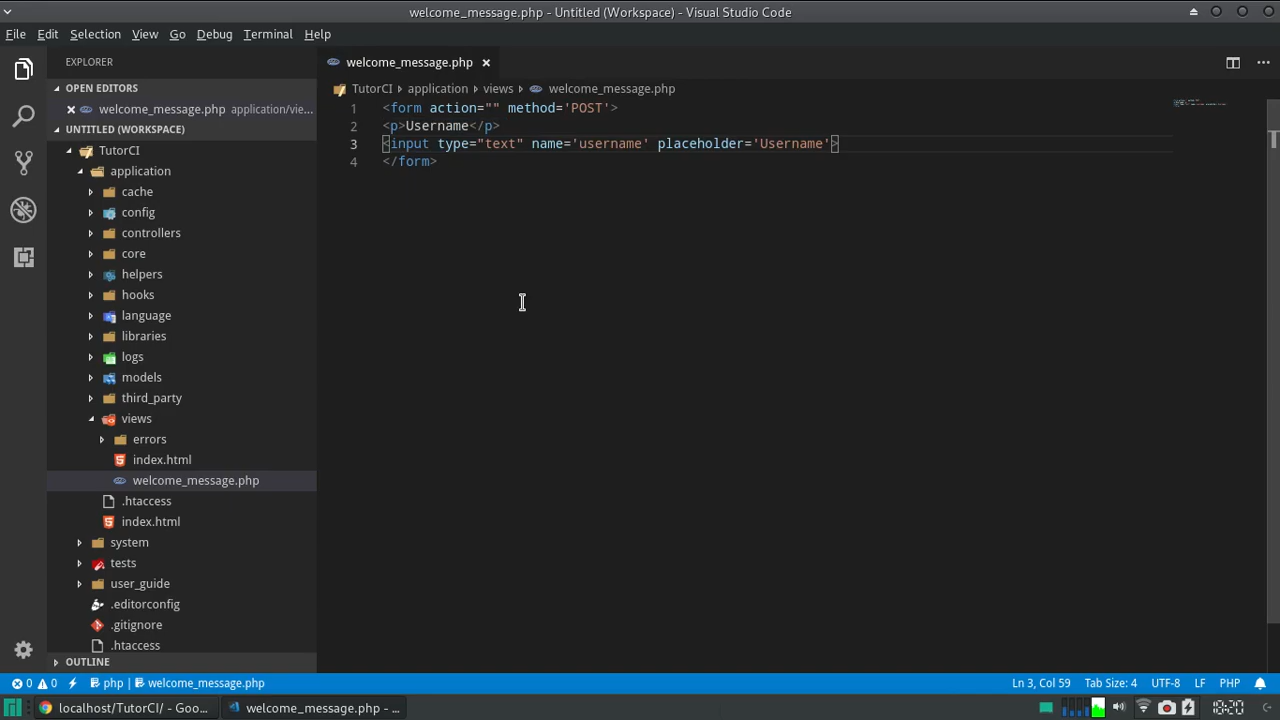 welcome_message.php - Untitled (Workspace) - Visual Studio Code
File Edit Selection View Go Debug Terminal Help
EXPLORER
OPEN EDITORS
welcome_message.php application/vie...
UNTITLED (WORKSPACE)
TutorCI
application
cache
config
controllers
core
helpers
hooks
language
libraries
logs
models
third_party
views
errors
index.html
welcome_message.php
.htaccess
index.html
system
tests
user_guide
.editorconfig
.gitignore
.htaccess
OUTLINE
welcome_message.php
TutorCI application views welcome_message.php
1 <form action="" method='POST'>
2 <p>Username</p>
3 <input type="text" name='username' placeholder='Username'>
4 </form>
0 0 php welcome_message.php Ln 3, Col 59 Tab Size: 4 UTF-8 LF PHP
localhost/TutorCI/ - Goo... welcome_message.php - ... 10:20